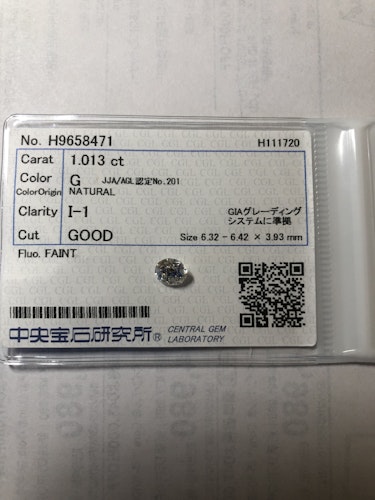 No. H9658471 H111720
Carat 1.013 ct
Color G JJA/AGL認定No.201
ColorOrigin NATURAL
Clarity I-1 GIAグレーディング
システムに準拠
Cut GOOD Size 6.32 - 6.42 × 3.93 mm
Fluo. FAINT
中央宝石研究所® CENTRAL GEM
LABORATORY